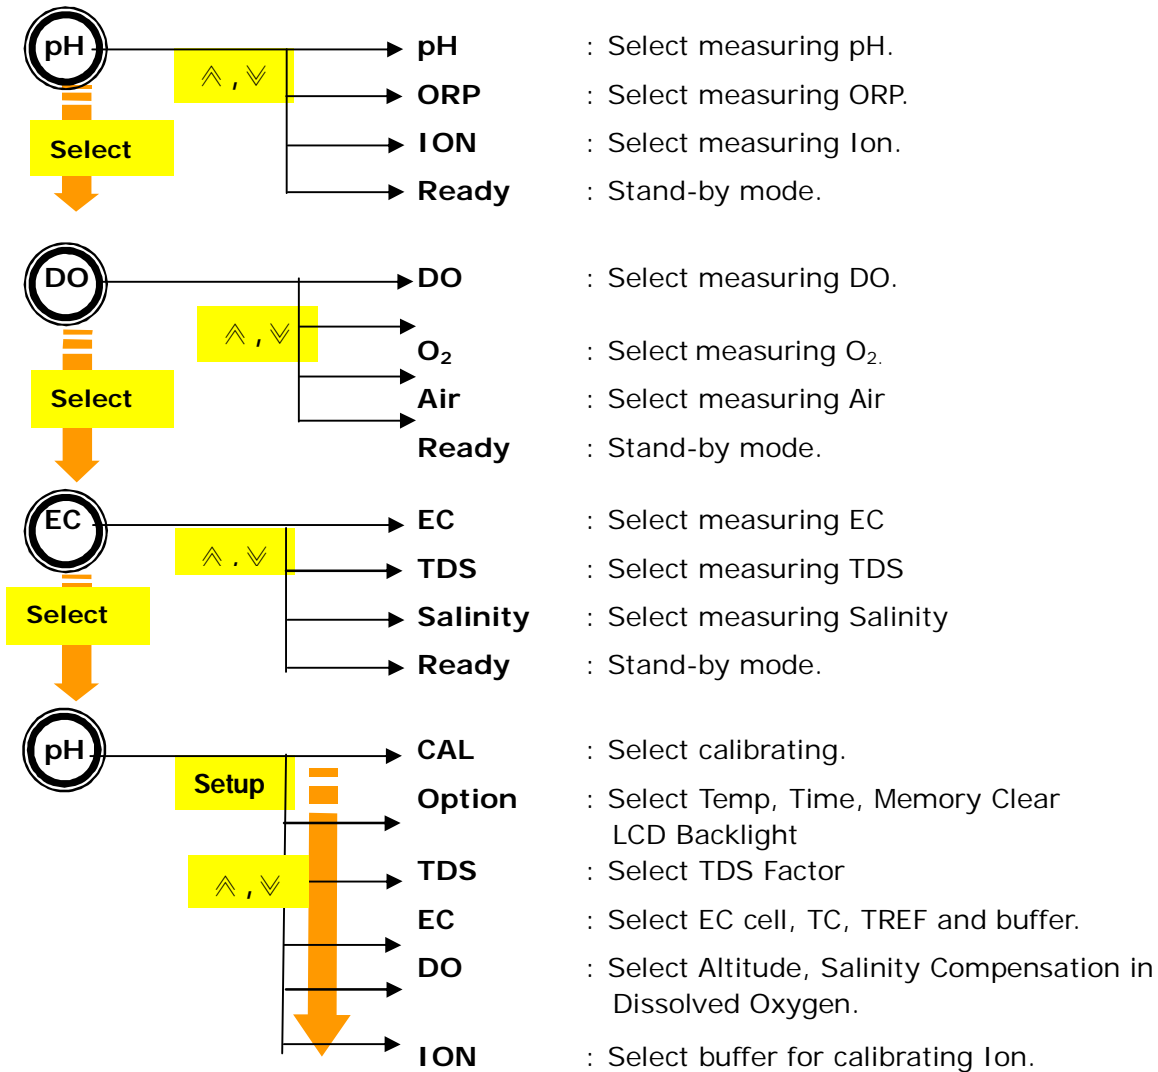 pH
pH : Select measuring pH.
︽ , ︾
ORP : Select measuring ORP.
Select
ION : Select measuring Ion.
Ready : Stand-by mode.
DO
DO : Select measuring DO.
︽ , ︾
O₂ : Select measuring O₂.
Select
Air : Select measuring Air
Ready : Stand-by mode.
EC
EC : Select measuring EC
︽ , ︾
TDS : Select measuring TDS
Select
Salinity : Select measuring Salinity
Ready : Stand-by mode.
pH
CAL : Select calibrating.
Setup
Option : Select Temp, Time, Memory Clear
LCD Backlight
︽ , ︾
TDS : Select TDS Factor
EC : Select EC cell, TC, TREF and buffer.
DO : Select Altitude, Salinity Compensation in
Dissolved Oxygen.
ION : Select buffer for calibrating Ion.